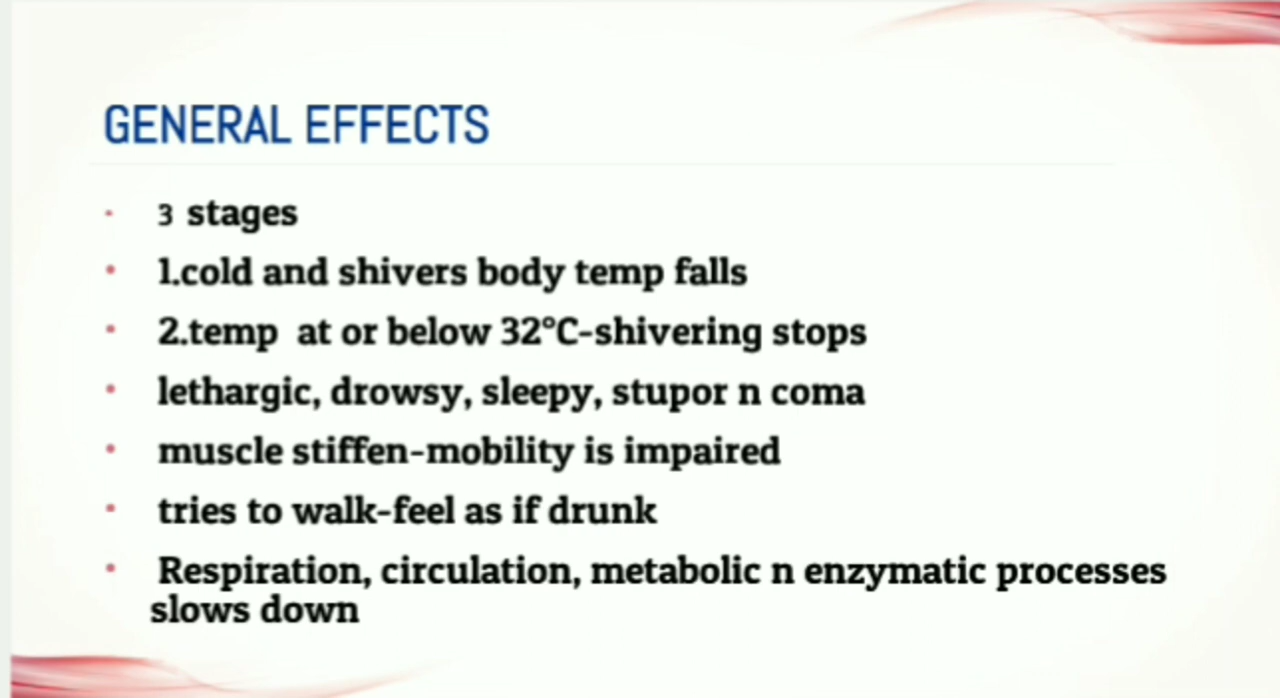 GENERAL EFFECTS
3 stages
1.cold and shivers body temp falls
2.temp at or below 32°C-shivering stops
lethargic, drowsy, sleepy, stupor n coma
muscle stiffen-mobility is impaired
tries to walk-feel as if drunk
Respiration, circulation, metabolic n enzymatic processes
slows down